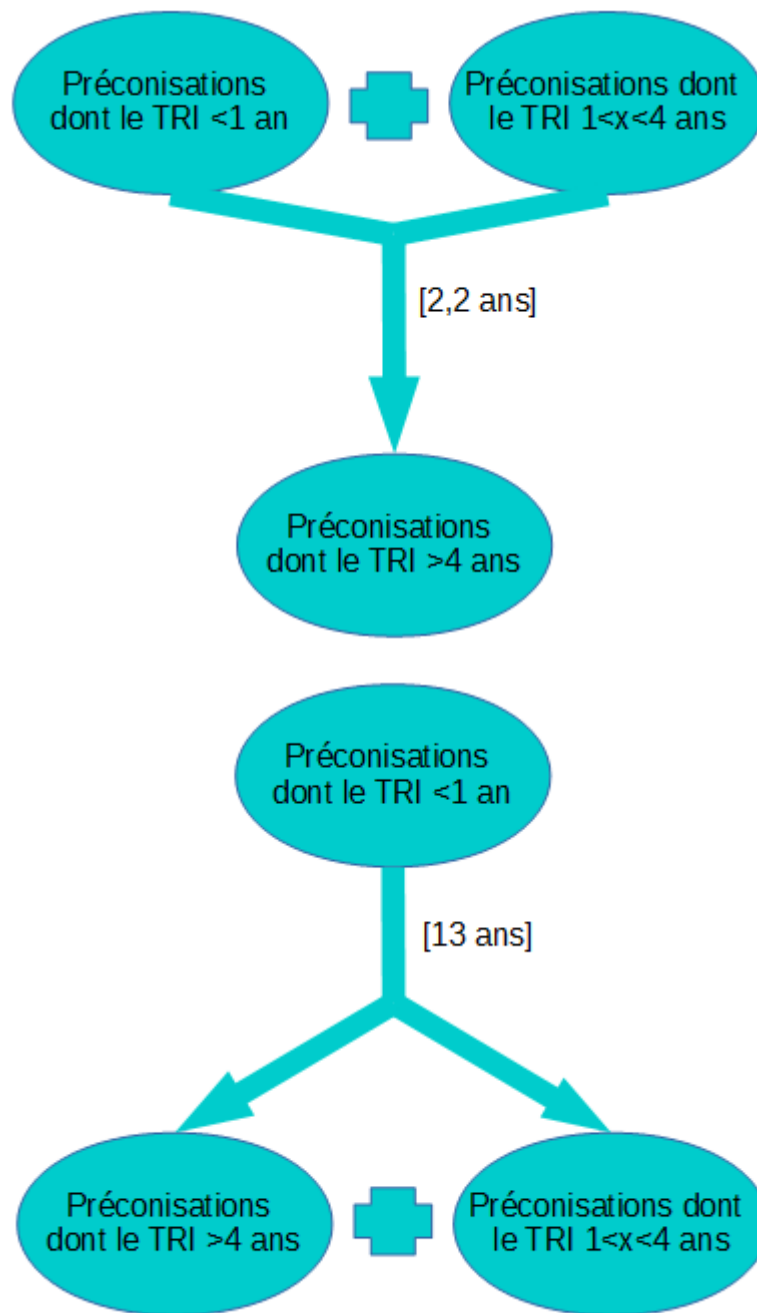 Préconisations
dont le TRI <1 an
Préconisations dont
le TRI 1<x<4 ans
[2,2 ans]
Préconisations
dont le TRI >4 ans
Préconisations
dont le TRI <1 an
[13 ans]
Préconisations
dont le TRI >4 ans
Préconisations dont
le TRI 1<x<4 ans